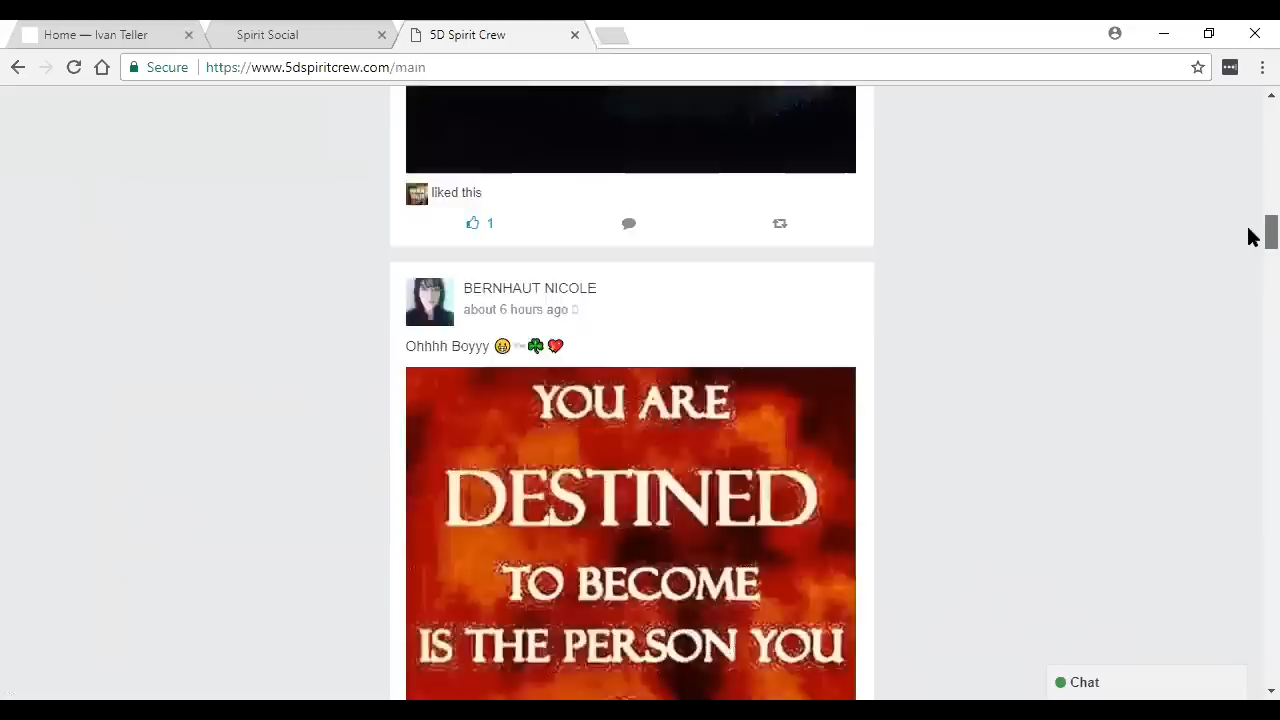 Home — Ivan Teller
Spirit Social
5D Spirit Crew
Secure
https://www.5dspiritcrew.com/main
liked this
1
BERNHAUT NICOLE
about 6 hours ago
Ohhhh Boyyy
YOU ARE
DESTINED
TO BECOME
IS THE PERSON YOU
Chat